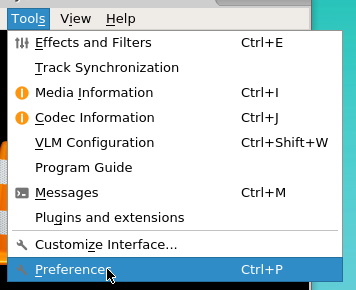 Tools View Help
Effects and Filters Ctrl+E
Track Synchronization
Media Information Ctrl+I
Codec Information Ctrl+J
VLM Configuration Ctrl+Shift+W
Program Guide
Messages Ctrl+M
Plugins and extensions
Customize Interface...
Preferences Ctrl+P